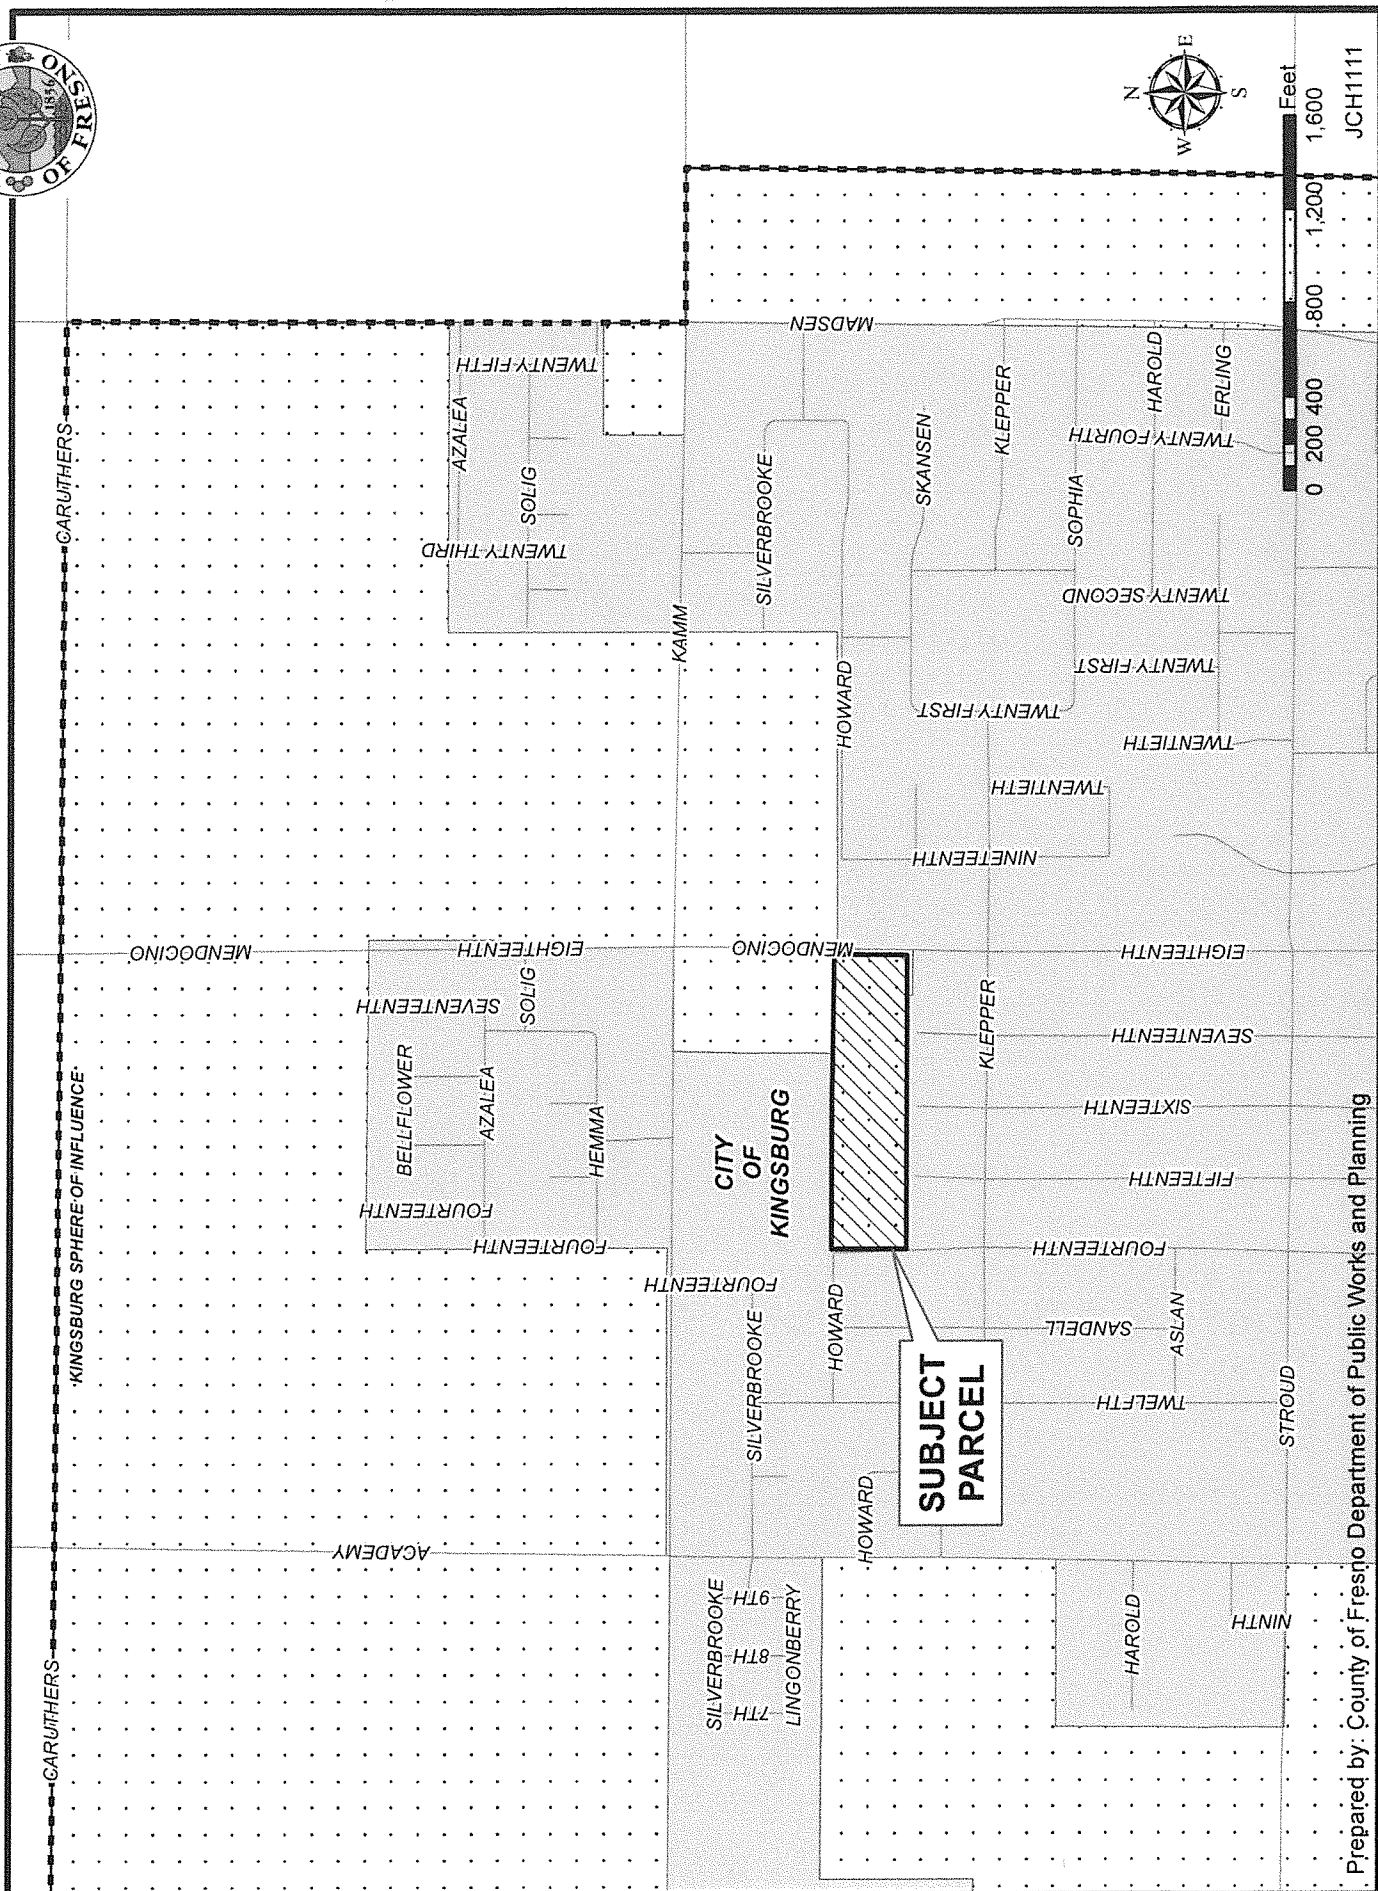 OF FRESNO
1856
CARUTHERS
CARUTHERS
KINGSBURG SPHERE OF INFLUENCE
ACADEMY
MENDOCINO
BELLFLOWER
SEVENTEENTH
FOURTEENTH
AZALEA
SOLIG
EIGHTEENTH
HEMMA
FOURTEENTH
AZALEA
TWENTY FIFTH
SOLIG
TWENTY THIRD
KAMM
SILVERBROOKE
9TH
8TH
7TH
LINGONBERRY
FOURTEENTH
SILVERBROOKE
CITY
OF
KINGSBURG
MENDOCINO
SILVERBROOKE
MADSEN
HOWARD
HOWARD
HOWARD
SUBJECT
PARCEL
KLEPPER
SKANSEN
KLEPPER
TWENTY FIRST
NINETEENTH
TWENTIETH
SOPHIA
TWENTY FOURTH
HAROLD
ERLING
TWENTY SECOND
TWENTY FIRST
TWENTIETH
EIGHTEENTH
SEVENTEENTH
SIXTEENTH
FIFTEENTH
FOURTEENTH
SANDELL
ASLAN
TWELFTH
HAROLD
NINTH
STROUD
N
E
S
W
Feet
0 200 400 800 1,200 1,600
JCH1111
Prepared by: County of Fresno Department of Public Works and Planning